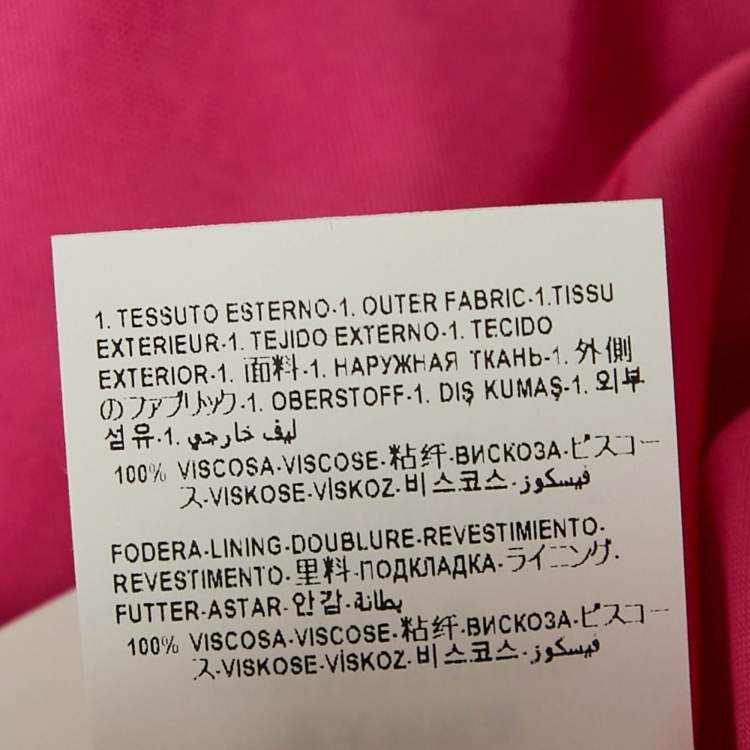 1. TESSUTO ESTERNO-1. OUTER FABRIC-1.TISSU
EXTERIEUR-1. TEJIDO EXTERNO-1. TECIDO
EXTERIOR-1. 面料-1. НАРУЖНАЯ ТКАНЬ-1. 外側
のファブリック-1. OBERSTOFF-1. DIŞ KUMAŞ-1. 외부
섬유-1. ليف خارجي
100% VISCOSA-VISCOSE-粘纤-ВИСКОЗА-ビスコー
ス-VISKOSE-VİSKOZ-비스코스-فيسكوز
FODERA-LINING-DOUBLURE-REVESTIMIENTO-
REVESTIMENTO-里料-ПОДКЛАДКА-ライニング-
FUTTER-ASTAR-안감-بطانة
100% VISCOSA-VISCOSE-粘纤-ВИСКОЗА-ビスコー
ス-VISKOSE-VİSKOZ-비스코스-فيسكوز